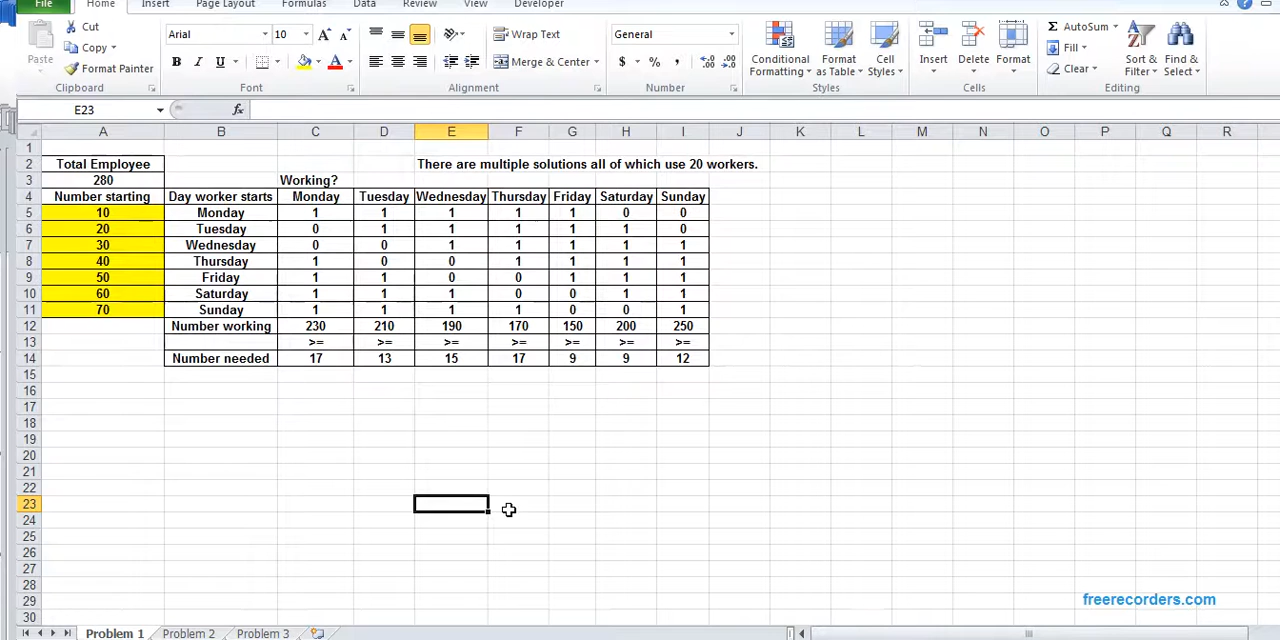 File Home Insert Page Layout Formulas Data Review View Developer
Paste Cut Copy Format Painter Clipboard
Arial 10 A A B I U A Font
Wrap Text Merge & Center Alignment
General $ % , .0 .00 .00 .0 Number
Conditional Formatting Format as Table Cell Styles Styles
Insert Delete Format Cells
Σ AutoSum Fill Clear Sort & Filter Find & Select Editing
E23 fx
A B C D E F G H I J K L M N O P Q R
1
2 Total Employee There are multiple solutions all of which use 20 workers.
3 280 Working?
4 Number starting Day worker starts Monday Tuesday Wednesday Thursday Friday Saturday Sunday
5 10 Monday 1 1 1 1 1 0 0
6 20 Tuesday 0 1 1 1 1 1 0
7 30 Wednesday 0 0 1 1 1 1 1
8 40 Thursday 1 0 0 1 1 1 1
9 50 Friday 1 1 0 0 1 1 1
10 60 Saturday 1 1 1 0 0 1 1
11 70 Sunday 1 1 1 1 0 0 1
12 Number working 230 210 190 170 150 200 250
13 >= >= >= >= >= >= >=
14 Number needed 17 13 15 17 9 9 12
15
16
17
18
19
20
21
22
23
24
25
26
27
28
29
30
freerecorders.com
Problem 1 Problem 2 Problem 3